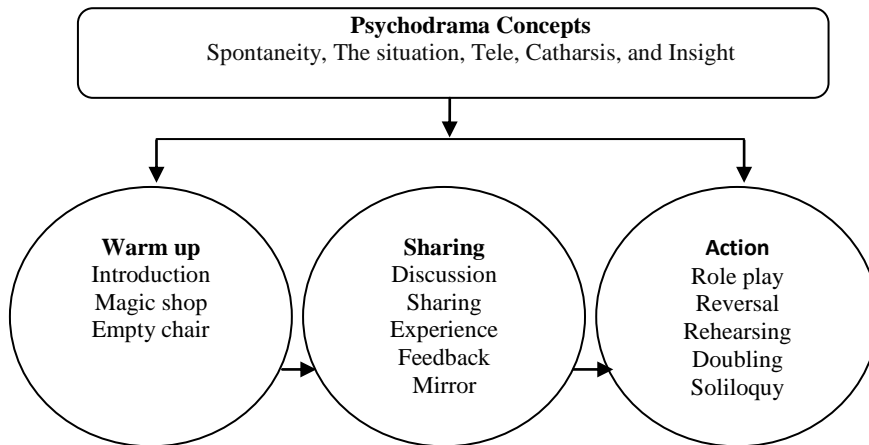 Psychodrama Concepts
Spontaneity, The situation, Tele, Catharsis, and Insight
Warm up
Introduction
Magic shop
Empty chair
Sharing
Discussion
Sharing
Experience
Feedback
Mirror
Action
Role play
Reversal
Rehearsing
Doubling
Soliloquy